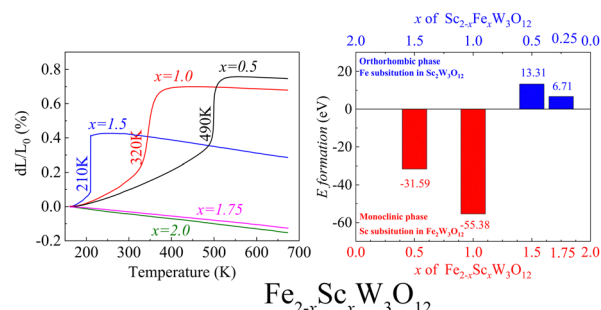 x of Sc2-xFexW3O12
2.0 1.5 1.0 0.5 0.25 0.0
Orthorhombic phase
Fe subsitution in Sc2W3O12
13.31
6.71
-31.59
-55.38
Monoclinic phase
Sc subsitution in Fe2W3O12
20
0
-20
-40
-60
E formation (eV)
0.0 0.5 1.0 1.5 1.75 2.0
x of Fe2-xScxW3O12
dL/L0 (%)
0.8
0.6
0.4
0.2
0.0
-0.2
x=0.5
x=1.0
x=1.5
490K
320K
210K
x=1.75
x=2.0
200 300 400 500 600 700
Temperature (K)
Fe2-xScxW3O12